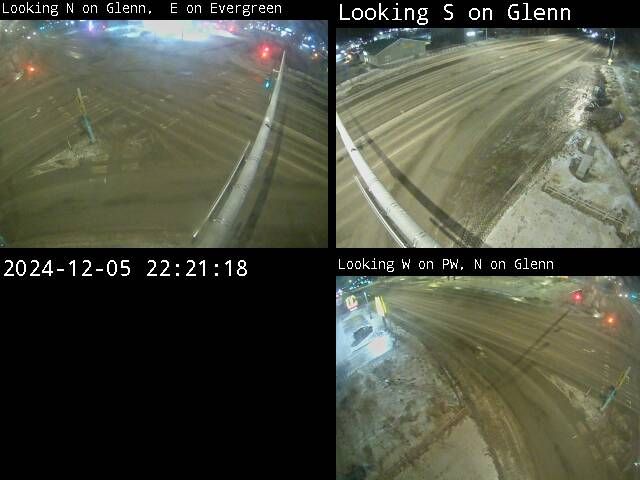 Looking N on Glenn,  E on Evergreen
Looking S on Glenn
2024-12-05 22:21:18
Looking W on PW, N on Glenn